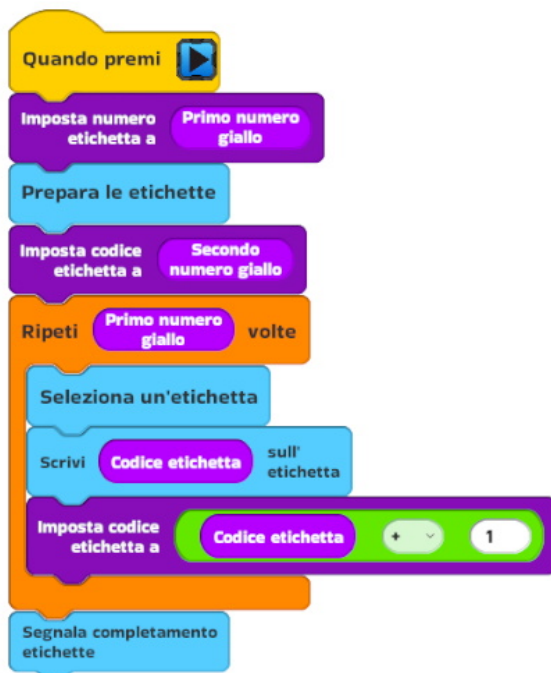 Quando premi
Imposta numero
etichetta a
Primo numero
giallo
Prepara le etichette
Imposta codice
etichetta a
Secondo
numero giallo
Ripeti
Primo numero
giallo
volte
Seleziona un'etichetta
Scrivi
Codice etichetta
sull'
etichetta
Imposta codice
etichetta a
Codice etichetta
+
1
Segnala completamento
etichette